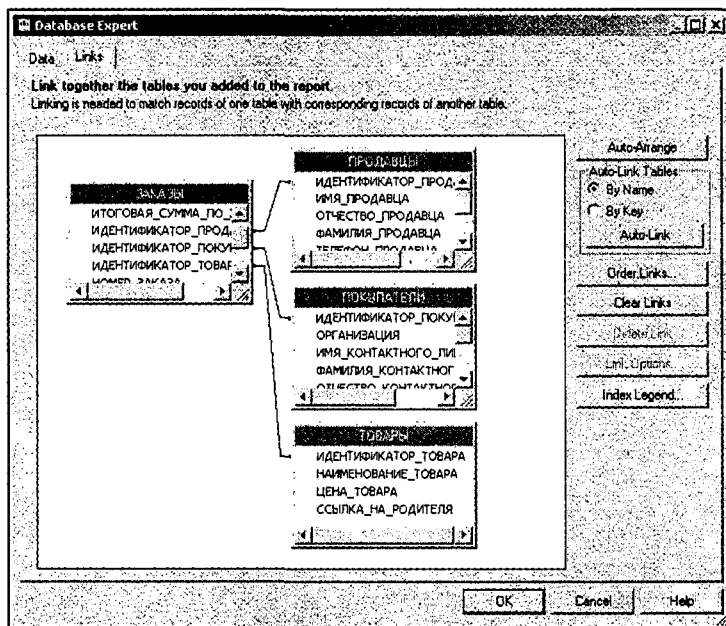 Database Expert
Data Links
Link together the tables you added to the report.
Linking is needed to match records of one table with corresponding records of another table.
ЗАКАЗЫ
ИТОГОВАЯ_СУММА_ПО_
ИДЕНТИФИКАТОР_ПРОД
ИДЕНТИФИКАТОР_ПОКУ
ИДЕНТИФИКАТОР_ТОВАР
НОМЕР_ЗАКАЗА
ПРОДАВЦЫ
ИДЕНТИФИКАТОР_ПРОД
ИМЯ_ПРОДАВЦА
ОТЧЕСТВО_ПРОДАВЦА
ФАМИЛИЯ_ПРОДАВЦА
ТЕЛЕФОН_ПРОДАВЦА
ПОКУПАТЕЛИ
ИДЕНТИФИКАТОР_ПОКУ
ОРГАНИЗАЦИЯ
ИМЯ_КОНТАКТНОГО_ЛИ
ФАМИЛИЯ_КОНТАКТНОГ
ОТЧЕСТВО_КОНТАКТНОГ
ТОВАРЫ
ИДЕНТИФИКАТОР_ТОВАРА
НАИМЕНОВАНИЕ_ТОВАРА
ЦЕНА_ТОВАРА
ССЫЛКА_НА_РОДИТЕЛЯ
Auto-Arrange
Auto-Link Tables
By Name
By Key
Auto-Link
Order Links...
Clear Links
Delete Link
Link Options...
Index Legend...
OK Cancel Help